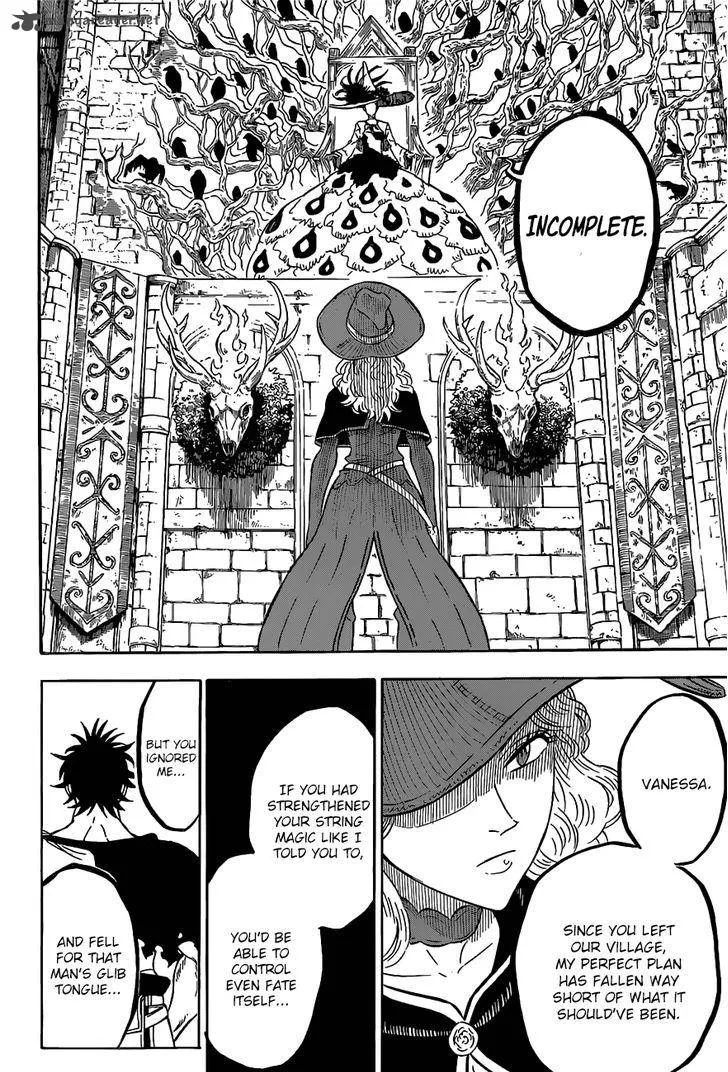 INCOMPLETE.
VANESSA.
SINCE YOU LEFT
OUR VILLAGE,
MY PERFECT PLAN
HAS FALLEN WAY
SHORT OF WHAT IT
SHOULD'VE BEEN.
IF YOU HAD
STRENGTHENED
YOUR STRING
MAGIC LIKE I
TOLD YOU TO,
YOU'D BE
ABLE TO
CONTROL
EVEN FATE
ITSELF...
BUT YOU
IGNORED
ME...
AND FELL
FOR THAT
MAN'S GLIB
TONGUE...